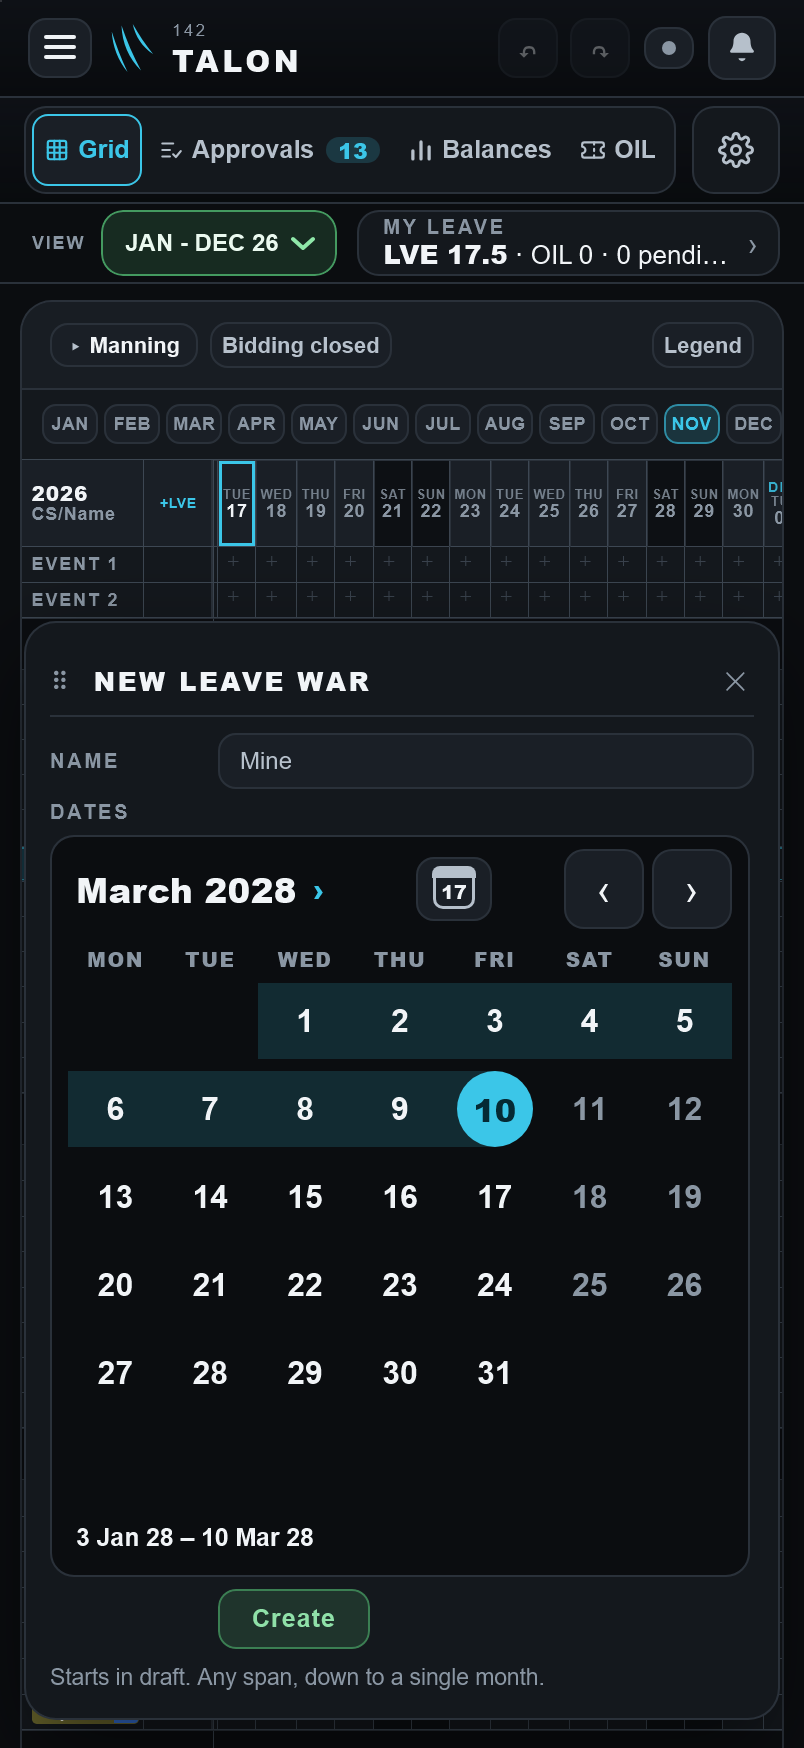 142
TALON
Grid
Approvals 13
Balances
OIL
VIEW
JAN - DEC 26
MY LEAVE
LVE 17.5 · OIL 0 · 0 pendi…
▸ Manning
Bidding closed
Legend
JAN FEB MAR APR MAY JUN JUL AUG SEP OCT NOV DEC
2026
CS/Name
+LVE
TUE 17
WED 18
THU 19
FRI 20
SAT 21
SUN 22
MON 23
TUE 24
WED 25
THU 26
FRI 27
SAT 28
SUN 29
MON 30
EVENT 1
EVENT 2
NEW LEAVE WAR
NAME
Mine
DATES
March 2028 ›
17
‹ ›
MON TUE WED THU FRI SAT SUN
1 2 3 4 5
6 7 8 9 10 11 12
13 14 15 16 17 18 19
20 21 22 23 24 25 26
27 28 29 30 31
3 Jan 28 – 10 Mar 28
Create
Starts in draft. Any span, down to a single month.